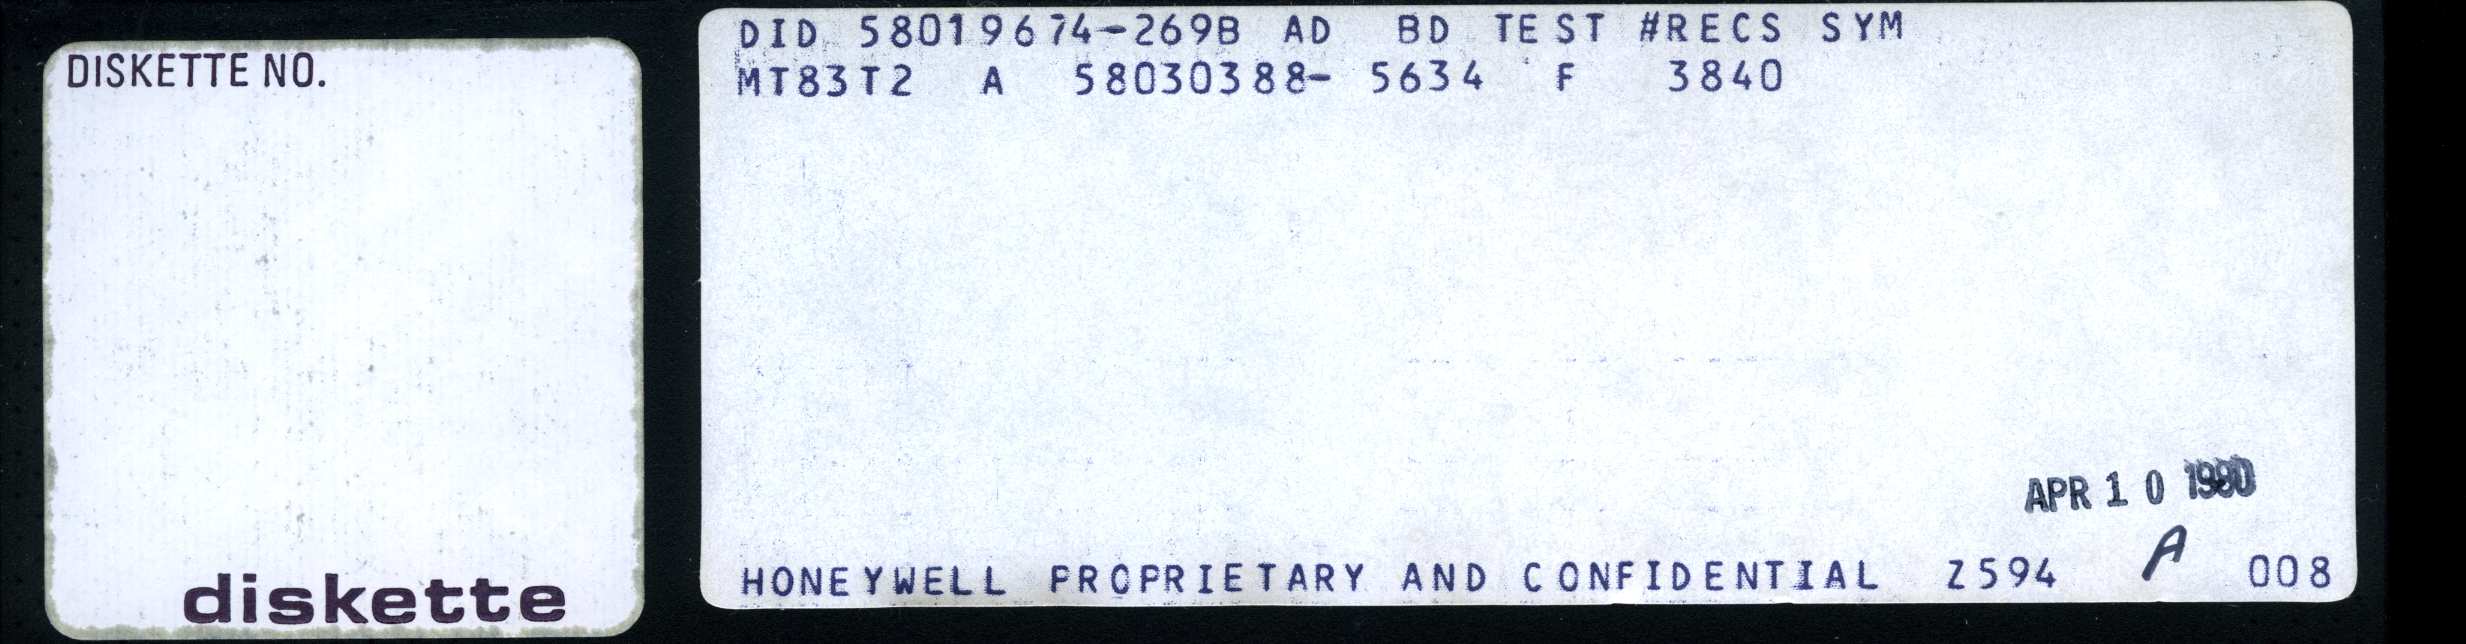 DISKETTE NO.
diskette
DID 58019674-269B AD BD TEST #RECS SYM
MT83T2 A 58030388- 5634 F 3840
APR 10 1980
HONEYWELL PROPRIETARY AND CONFIDENTIAL Z594 A 008